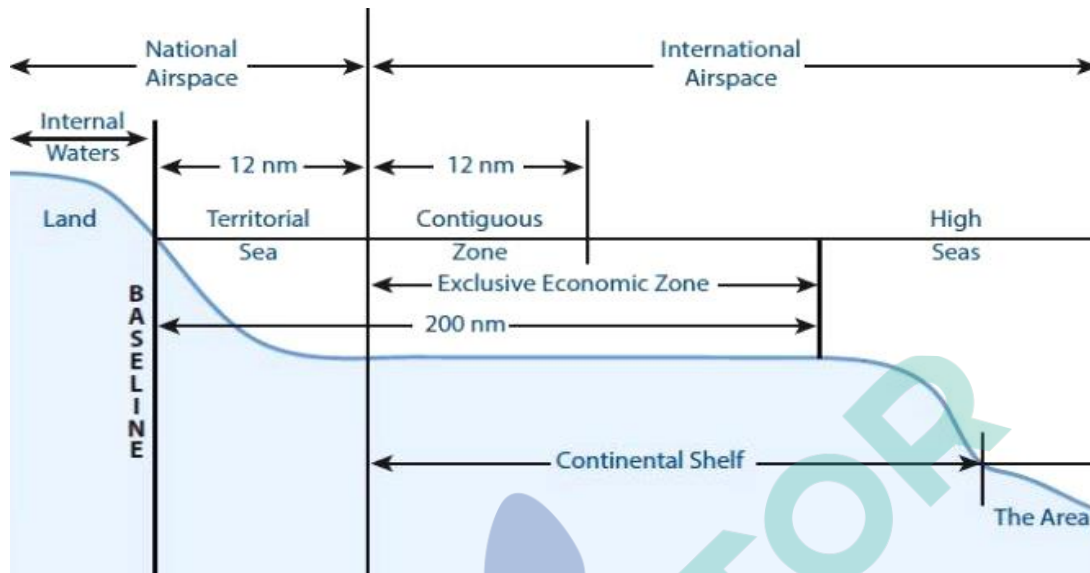 National
Airspace
International
Airspace
Internal
Waters
12 nm
12 nm
Land
Territorial
Sea
Contiguous
Zone
High
Seas
Exclusive Economic Zone
200 nm
BASELINE
Continental Shelf
The Area
TOR